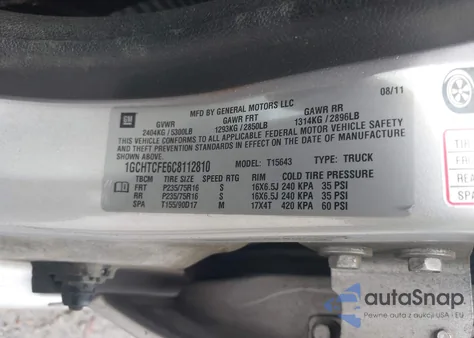 08/11
GM
MFD BY GENERAL MOTORS LLC
GVWR GAWR FRT GAWR RR
2404KG / 5300LB 1293KG / 2850LB 1314KG / 2896LB
THIS VEHICLE CONFORMS TO ALL APPLICABLE U.S. FEDERAL MOTOR VEHICLE SAFETY
AND THEFT PREVENTION STANDARDS IN EFFECT ON THE DATE OF MANUFACTURE
SHOWN ABOVE.
1GCHTCFE6C8112810 MODEL: T15643 TYPE: TRUCK
TBCM TIRE SIZE SPEED RTG RIM COLD TIRE PRESSURE
FRT P235/75R16 S 16X6.5J 240 KPA 35 PSI
RR P235/75R16 S 16X6.5J 240 KPA 35 PSI
SPA T155/90D17 M 17X4T 420 KPA 60 PSI
autoSnap
Pewne auta z aukcji USA i EU